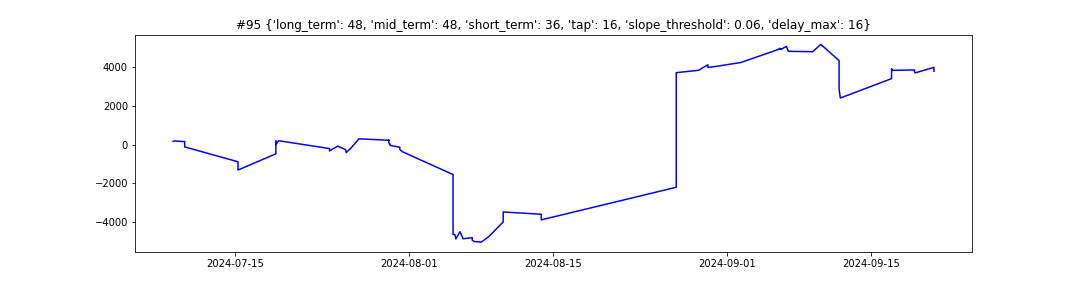 #95 {'long_term': 48, 'mid_term': 48, 'short_term': 36, 'tap': 16, 'slope_threshold': 0.06, 'delay_max': 16}
4000
2000
0
−2000
−4000
2024-07-15 2024-08-01 2024-08-15 2024-09-01 2024-09-15